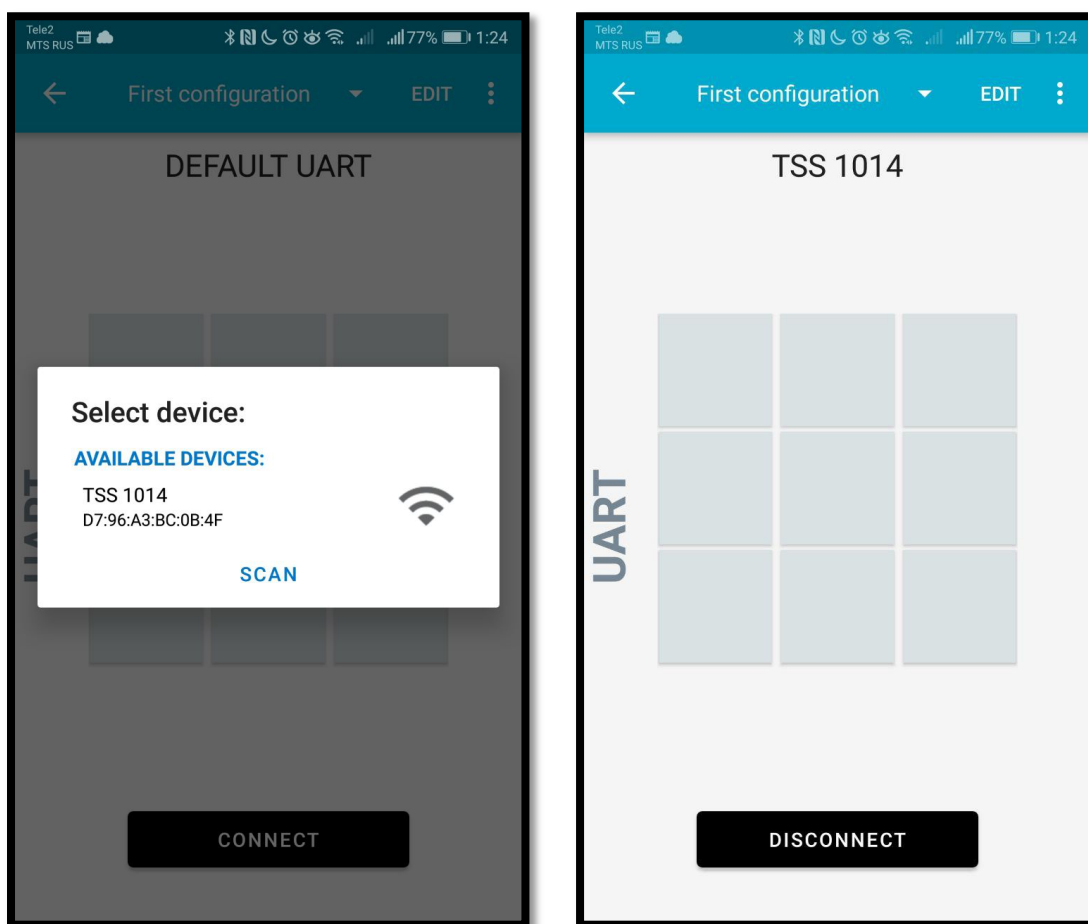 Tele2
MTS RUS 77% 1:24
First configuration EDIT
DEFAULT UART
Select device:
AVAILABLE DEVICES:
TSS 1014
D7:96:A3:BC:0B:4F
SCAN
UART
CONNECT
Tele2
MTS RUS 77% 1:24
First configuration EDIT
TSS 1014
UART
DISCONNECT